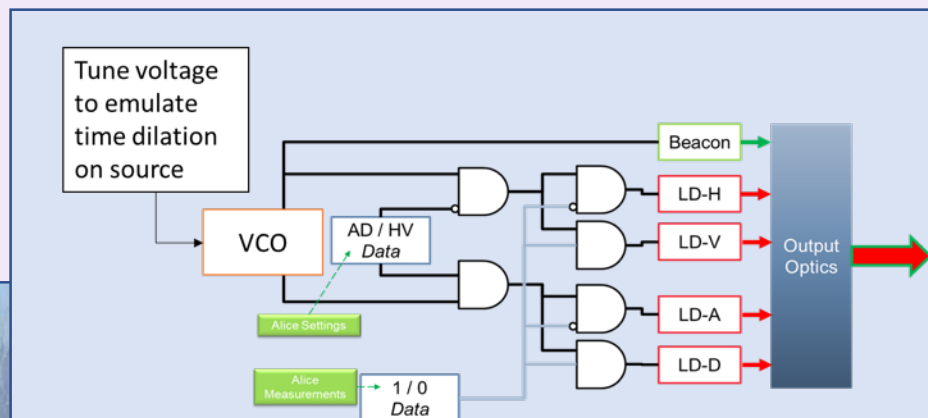 Tune voltage
to emulate
time dilation
on source
Beacon
LD-H
VCO
AD / HV
Data
LD-V
Output
Optics
Alice Settings
LD-A
Alice
Measurements
1 / 0
Data
LD-D